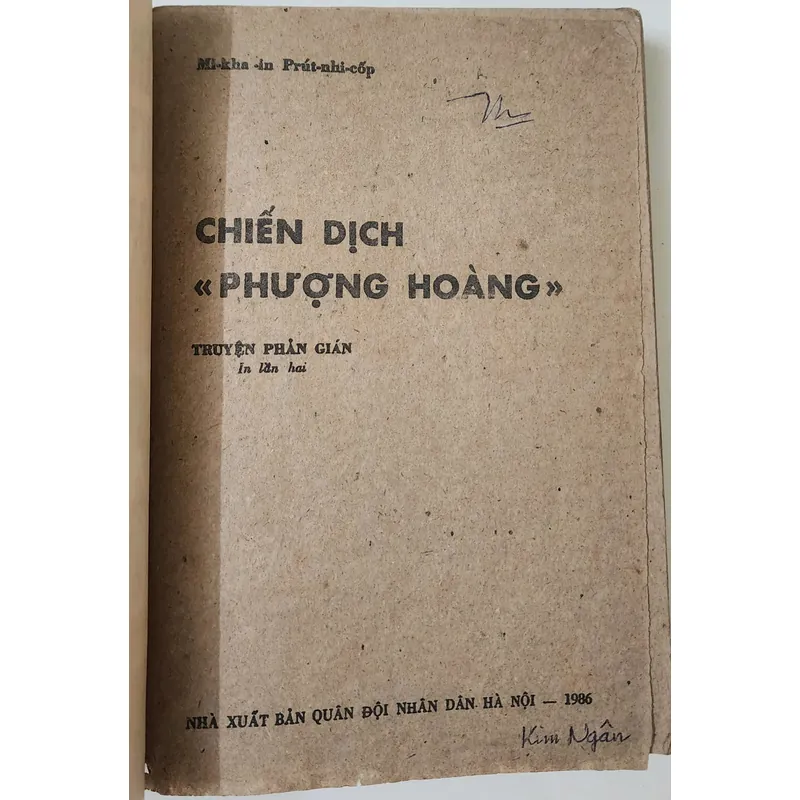 Mi-kha-in Prút-nhi-cốp
CHIẾN DỊCH
«PHƯỢNG HOÀNG»
TRUYỆN PHẢN GIÁN
In lần hai
NHÀ XUẤT BẢN QUÂN ĐỘI NHÂN DÂN HÀ NỘI — 1986
Kim Ngân